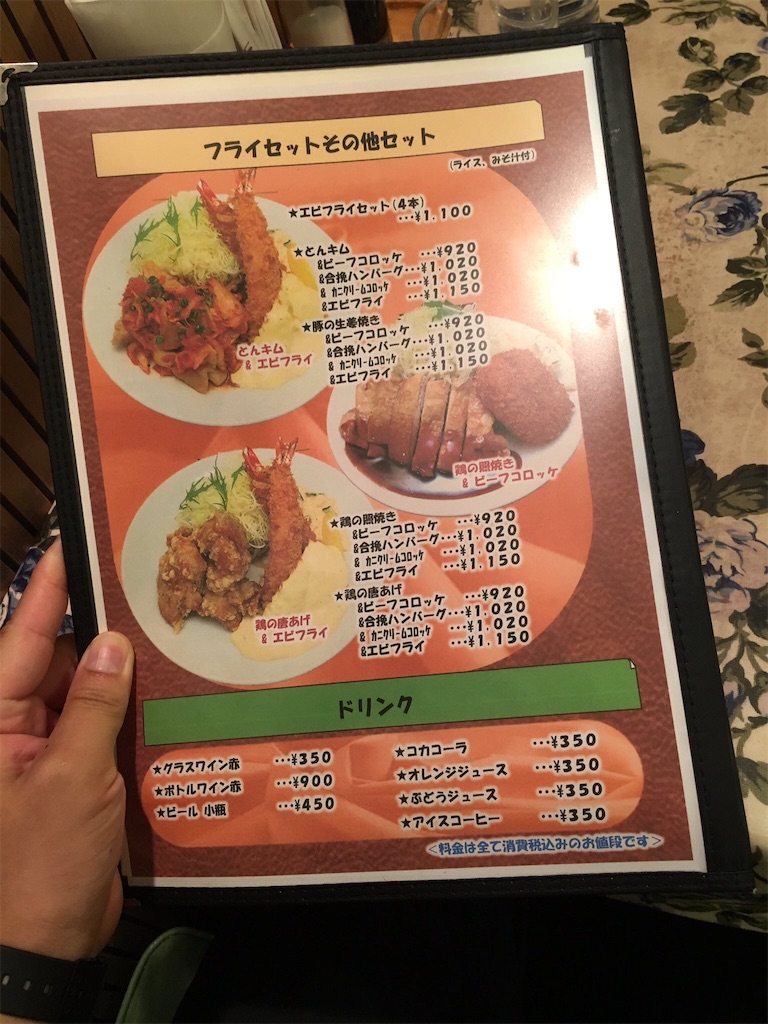 フライセットその他セット
(ライス、みそ汁付)
★エビフライセット(4本)
…¥1,100
★とんキム
&ビーフコロッケ …¥920
&合挽ハンバーグ…¥1,020
& カニクリームコロッケ …¥1,020
&エビフライ …¥1,150
とんキム
& エビフライ
★豚の生姜焼き
&ビーフコロッケ …¥920
&合挽ハンバーグ…¥1,020
& カニクリームコロッケ …¥1,020
&エビフライ …¥1,150
鶏の照焼き
& ビーフコロッケ
★鶏の照焼き
&ビーフコロッケ …¥920
&合挽ハンバーグ…¥1,020
& カニクリームコロッケ …¥1,020
&エビフライ …¥1,150
★鶏の唐あげ
&ビーフコロッケ …¥920
&合挽ハンバーグ…¥1,020
& カニクリームコロッケ …¥1,020
&エビフライ …¥1,150
鶏の唐あげ
& エビフライ
ドリンク
★グラスワイン赤 …¥350
★ボトルワイン赤 …¥900
★ビール 小瓶 …¥450
★コカコーラ …¥350
★オレンジジュース …¥350
★ぶどうジュース …¥350
★アイスコーヒー …¥350
<料金は全て消費税込みのお値段です>